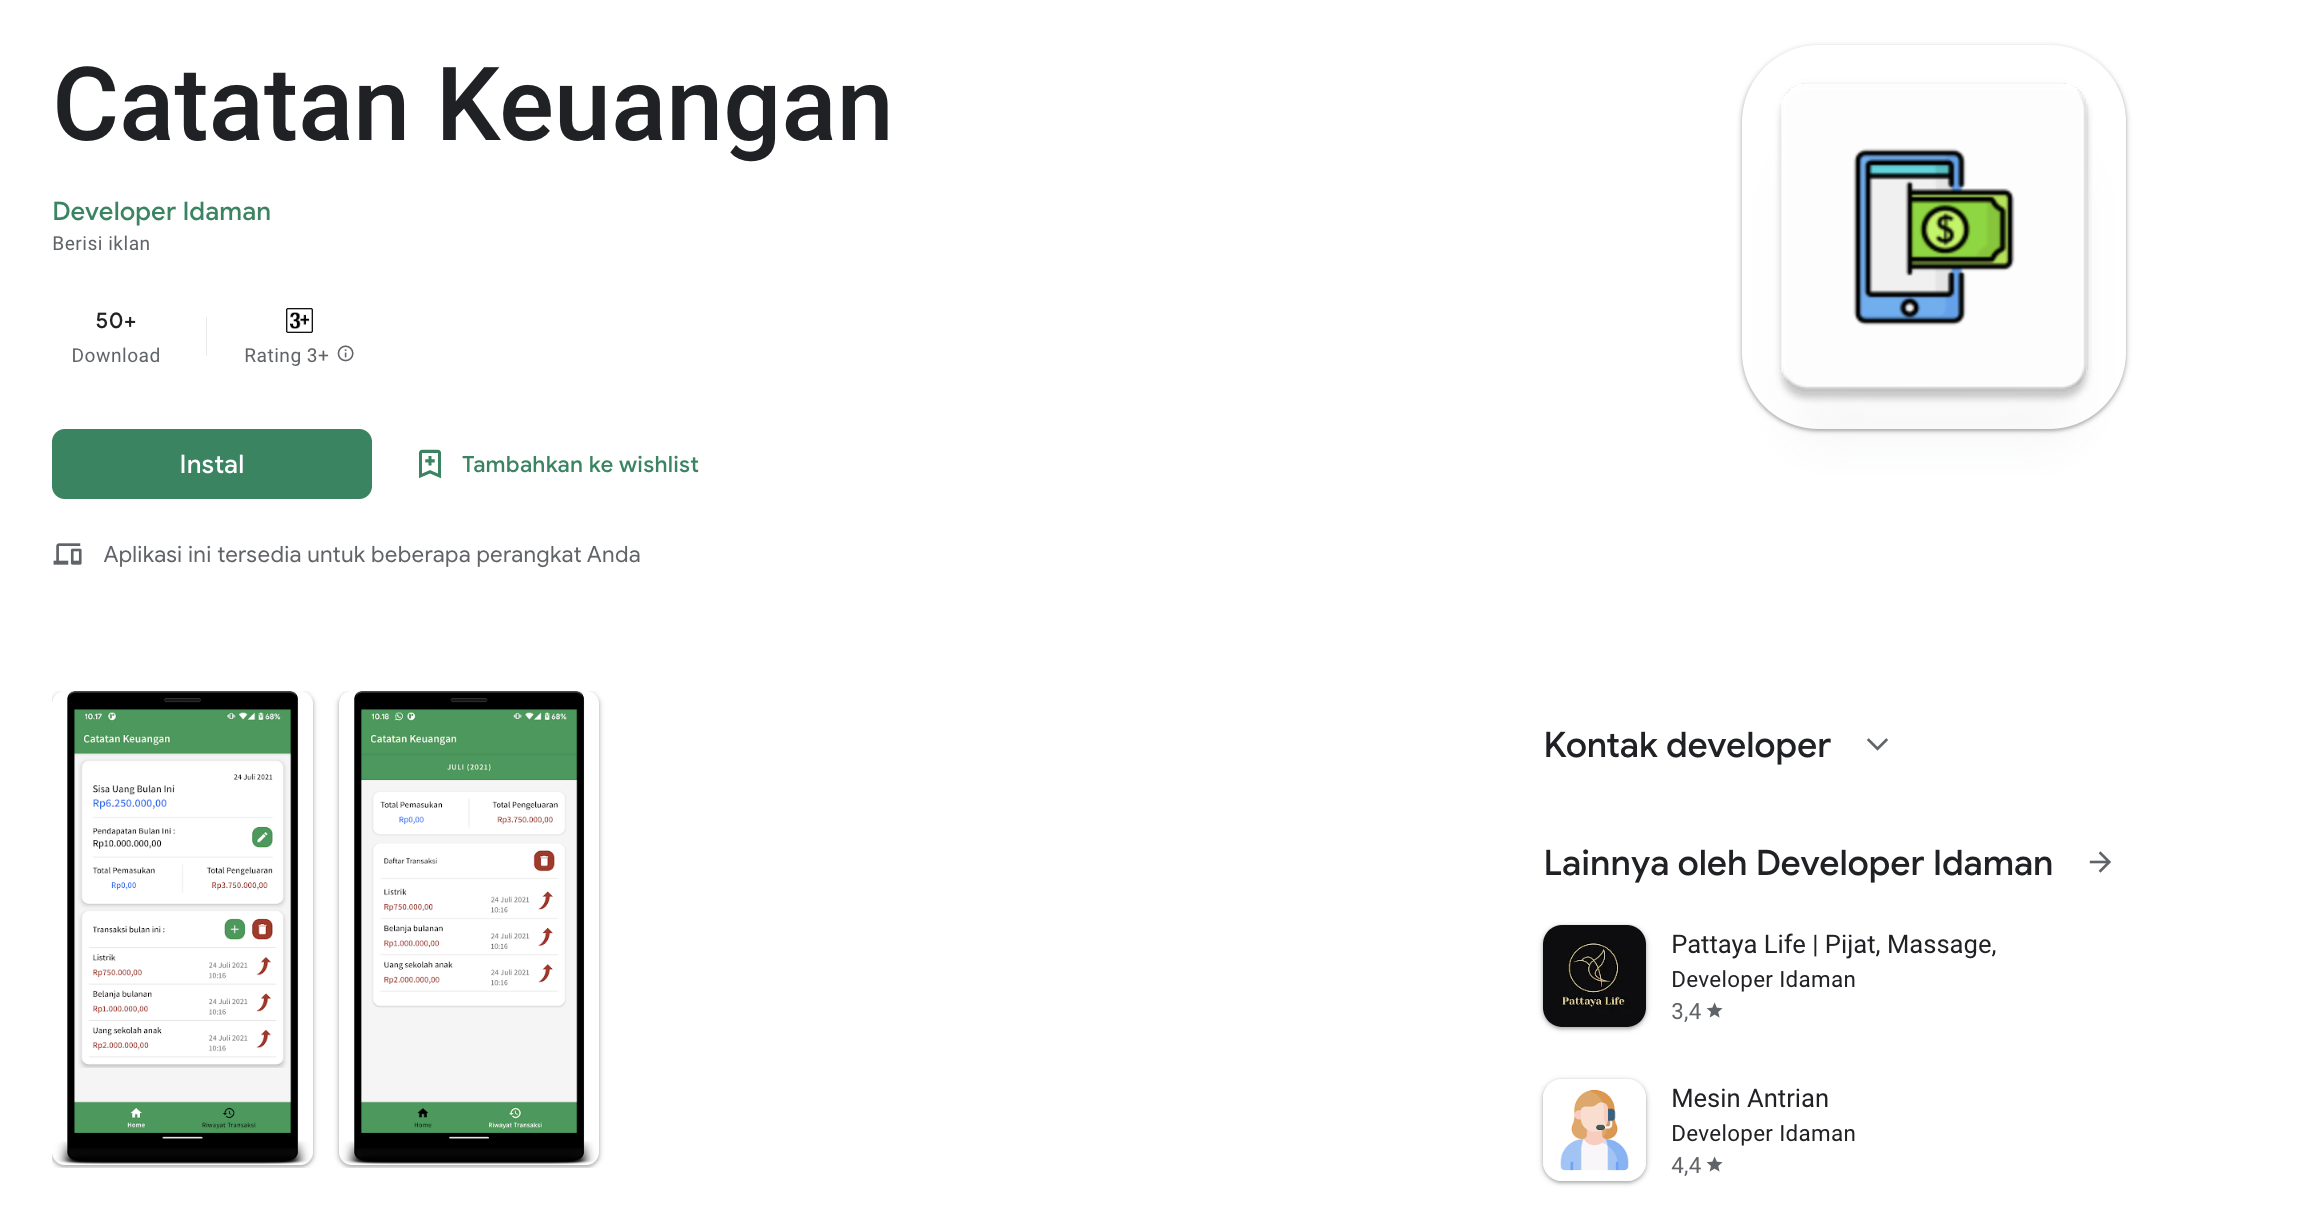 Catatan Keuangan
Developer Idaman
Berisi iklan
50+
Download
3+
Rating 3+
Instal
Tambahkan ke wishlist
Aplikasi ini tersedia untuk beberapa perangkat Anda
10.17
68%
Catatan Keuangan
24 Juli 2021
Sisa Uang Bulan Ini
Rp6.250.000,00
Pendapatan Bulan Ini :
Rp10.000.000,00
Total Pemasukan Total Pengeluaran
Rp0,00 Rp3.750.000,00
Transaksi bulan ini :
Listrik
Rp750.000,00
24 Juli 2021
10:16
Belanja bulanan
Rp1.000.000,00
24 Juli 2021
10:16
Uang sekolah anak
Rp2.000.000,00
24 Juli 2021
10:16
Home Riwayat Transaksi
10.18
68%
Catatan Keuangan
JULI (2021)
Total Pemasukan Total Pengeluaran
Rp0,00 Rp3.750.000,00
Daftar Transaksi
Listrik
Rp750.000,00
24 Juli 2021
10:16
Belanja bulanan
Rp1.000.000,00
24 Juli 2021
10:16
Uang sekolah anak
Rp2.000.000,00
24 Juli 2021
10:16
Home Riwayat Transaksi
$
Kontak developer
Lainnya oleh Developer Idaman
Pattaya Life
Pattaya Life | Pijat, Massage,
Developer Idaman
3,4
Mesin Antrian
Developer Idaman
4,4